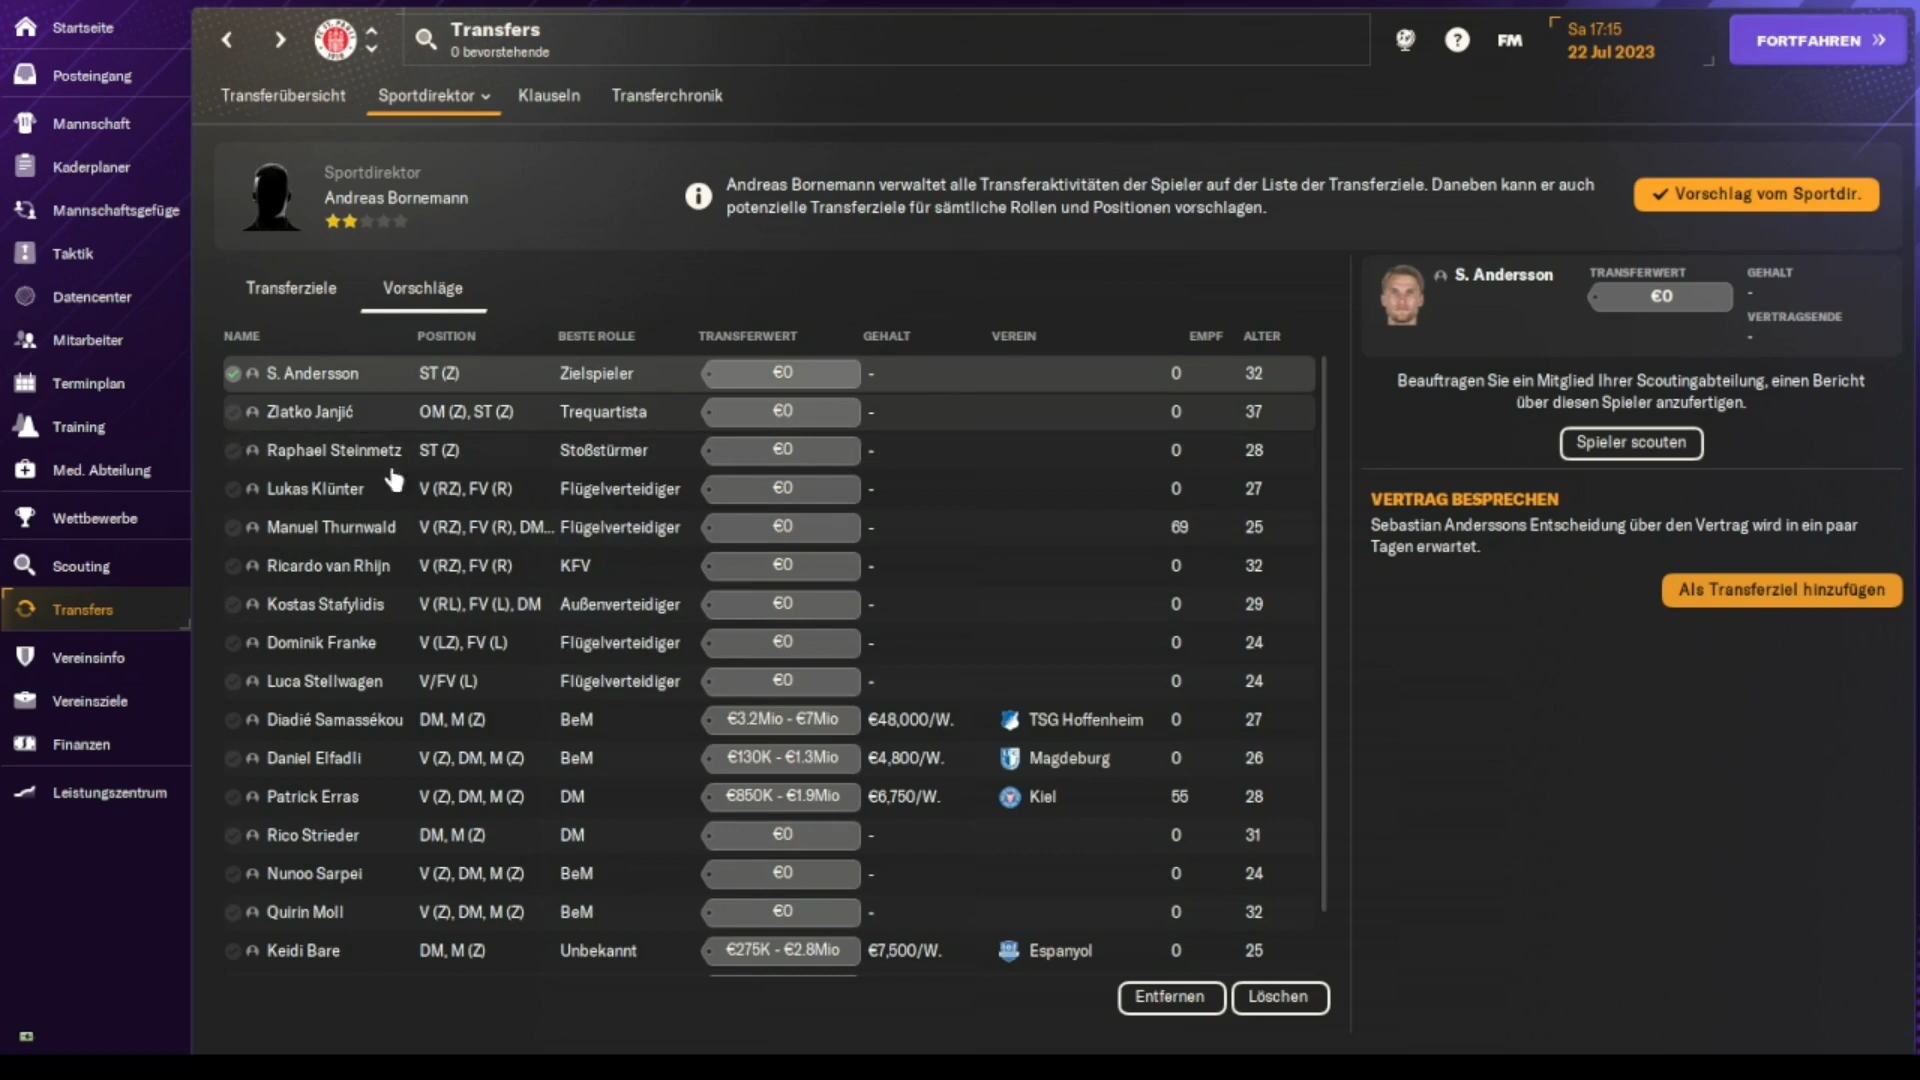 Startseite
Posteingang
Mannschaft
Kaderplaner
Mannschaftsgefüge
Taktik
Datencenter
Mitarbeiter
Terminplan
Training
Med. Abteilung
Wettbewerbe
Scouting
Transfers
Vereinsinfo
Vereinsziele
Finanzen
Leistungszentrum
Transfers
0 bevorstehende
? FM
Sa 17:15
22 Jul 2023
FORTFAHREN
Transferübersicht Sportdirektor Klauseln Transferchronik
Sportdirektor
Andreas Bornemann
Andreas Bornemann verwaltet alle Transferaktivitäten der Spieler auf der Liste der Transferziele. Daneben kann er auch
potenzielle Transferziele für sämtliche Rollen und Positionen vorschlagen.
Vorschlag vom Sportdir.
Transferziele Vorschläge
NAME POSITION BESTE ROLLE TRANSFERWERT GEHALT VEREIN EMPF ALTER
S. Andersson ST (Z) Zielspieler €0 - 0 32
Zlatko Janjić OM (Z), ST (Z) Trequartista €0 - 0 37
Raphael Steinmetz ST (Z) Stoßstürmer €0 - 0 28
Lukas Klünter V (RZ), FV (R) Flügelverteidiger €0 - 0 27
Manuel Thurnwald V (RZ), FV (R), DM... Flügelverteidiger €0 - 69 25
Ricardo van Rhijn V (RZ), FV (R) KFV €0 - 0 32
Kostas Stafylidis V (RL), FV (L), DM Außenverteidiger €0 - 0 29
Dominik Franke V (LZ), FV (L) Flügelverteidiger €0 - 0 24
Luca Stellwagen V/FV (L) Flügelverteidiger €0 - 0 24
Diadié Samassékou DM, M (Z) BeM €3.2Mio - €7Mio €48,000/W. TSG Hoffenheim 0 27
Daniel Elfadli V (Z), DM, M (Z) BeM €130K - €1.3Mio €4,800/W. Magdeburg 0 26
Patrick Erras V (Z), DM, M (Z) DM €850K - €1.9Mio €6,750/W. Kiel 55 28
Rico Strieder DM, M (Z) DM €0 - 0 31
Nunoo Sarpei V (Z), DM, M (Z) BeM €0 - 0 24
Quirin Moll V (Z), DM, M (Z) BeM €0 - 0 32
Keidi Bare DM, M (Z) Unbekannt €275K - €2.8Mio €7,500/W. Espanyol 0 25
Entfernen Löschen
S. Andersson
TRANSFERWERT
€0
GEHALT
-
VERTRAGSENDE
-
Beauftragen Sie ein Mitglied Ihrer Scoutingabteilung, einen Bericht
über diesen Spieler anzufertigen.
Spieler scouten
VERTRAG BESPRECHEN
Sebastian Anderssons Entscheidung über den Vertrag wird in ein paar
Tagen erwartet.
Als Transferziel hinzufügen